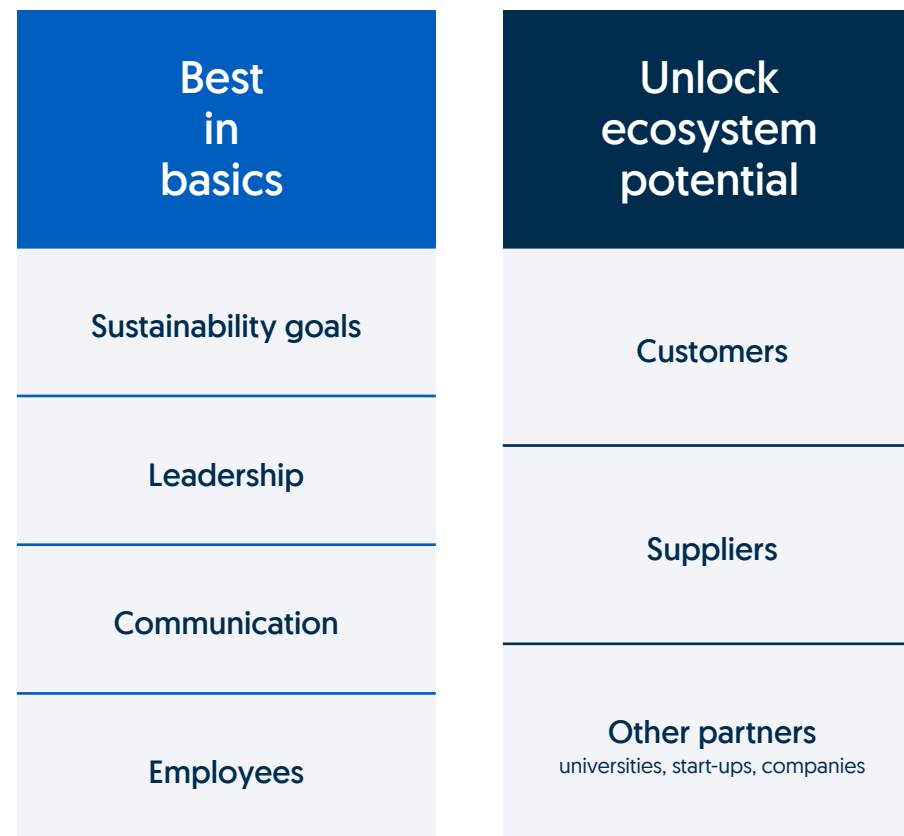 Best
in
basics
Sustainability goals
Leadership
Communication
Employees
Unlock
ecosystem
potential
Customers
Suppliers
Other partners
universities, start-ups, companies